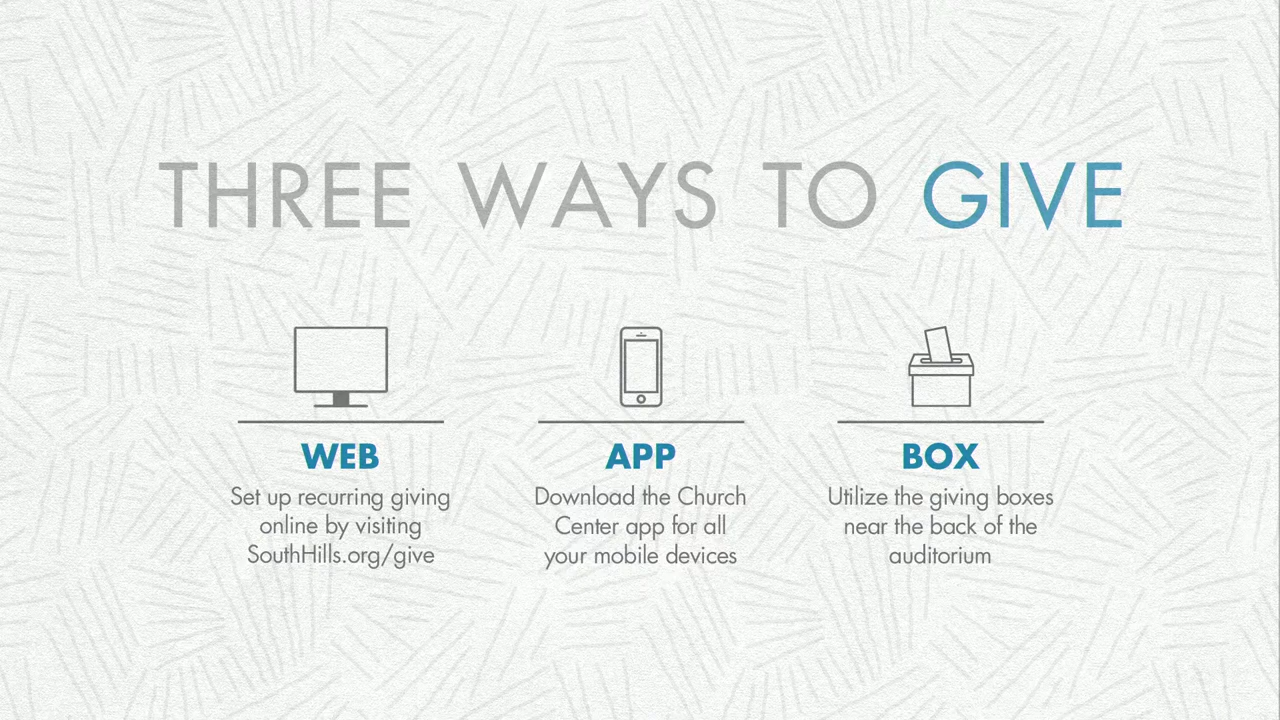 THREE WAYS TO GIVE
WEB
Set up recurring giving
online by visiting
SouthHills.org/give
APP
Download the Church
Center app for all
your mobile devices
BOX
Utilize the giving boxes
near the back of the
auditorium